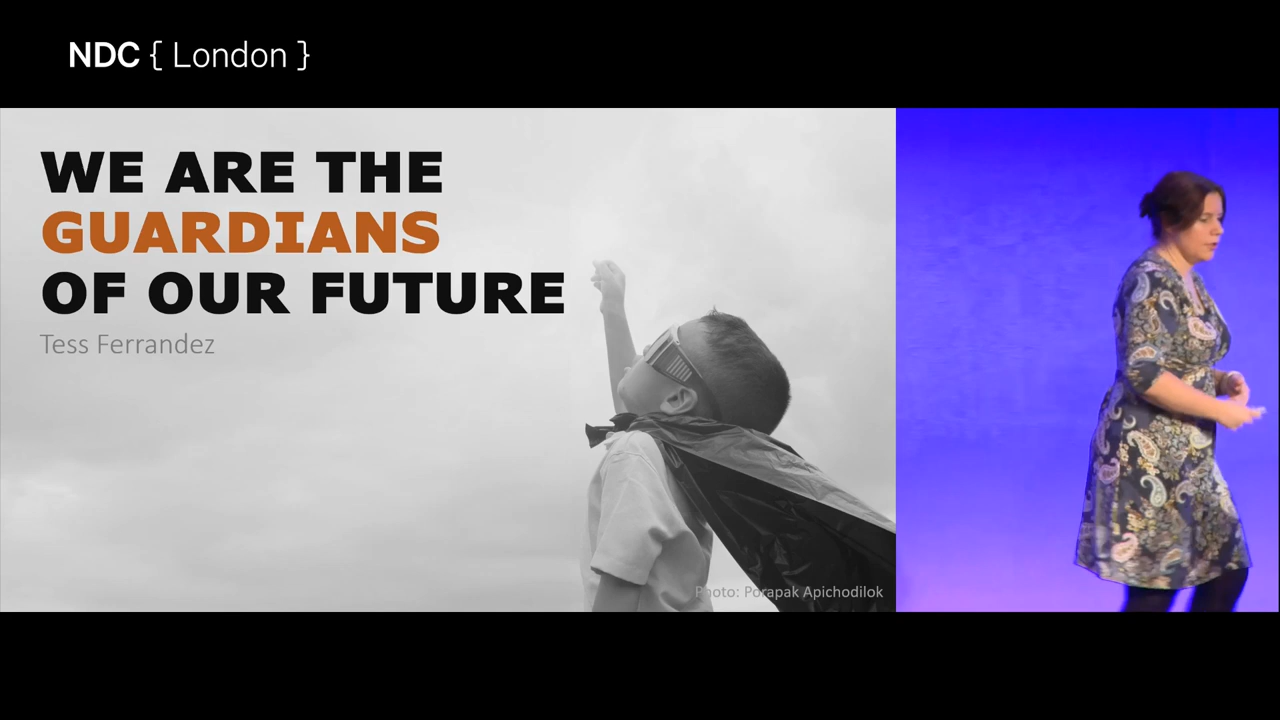 NDC { London }
WE ARE THE
GUARDIANS
OF OUR FUTURE
Tess Ferrandez
Photo: Porapak Apichodilok